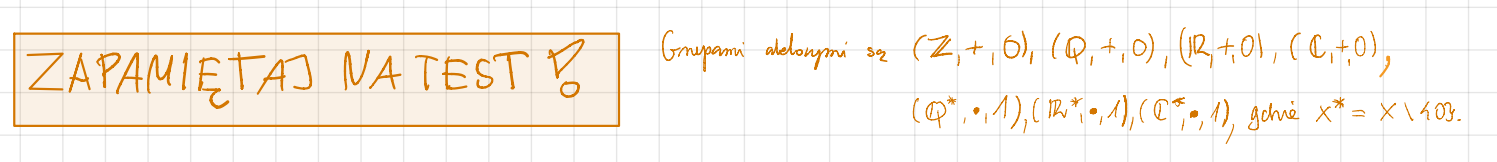 ZAPAMIĘTAJ NA TEST !
Grupami abelowymi są (ℤ, +, 0), (ℚ, +, 0), (ℝ, +, 0), (ℂ, +, 0),
(ℚ*, •, 1), (ℝ*, •, 1), (ℂ*, •, 1), gdzie X* = X \ {0}.